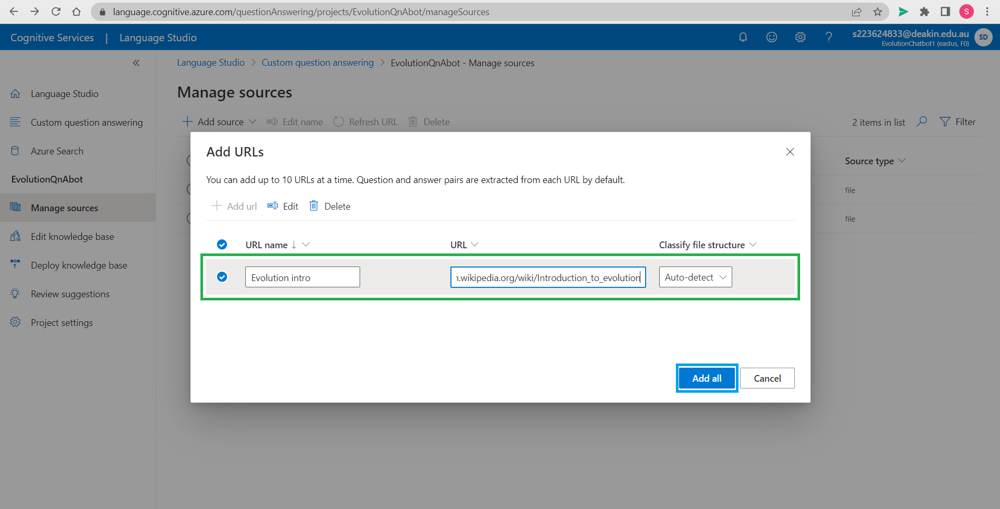 language.cognitive.azure.com/questionAnswering/projects/EvolutionQnAbot/manageSources
S
Cognitive Services | Language Studio
s223624833@deakin.edu.au
EvolutionChatbot1 (eastus, F0)
SD
Language Studio > Custom question answering > EvolutionQnAbot - Manage sources
Language Studio
Custom question answering
Azure Search
EvolutionQnAbot
Manage sources
Edit knowledge base
Deploy knowledge base
Review suggestions
Project settings
Manage sources
Add source Edit name Refresh URL Delete
2 items in list Filter
Source type
file
file
Add URLs
You can add up to 10 URLs at a time. Question and answer pairs are extracted from each URL by default.
Add url Edit Delete
URL name URL Classify file structure
Evolution intro .wikipedia.org/wiki/Introduction_to_evolution Auto-detect
Add all Cancel